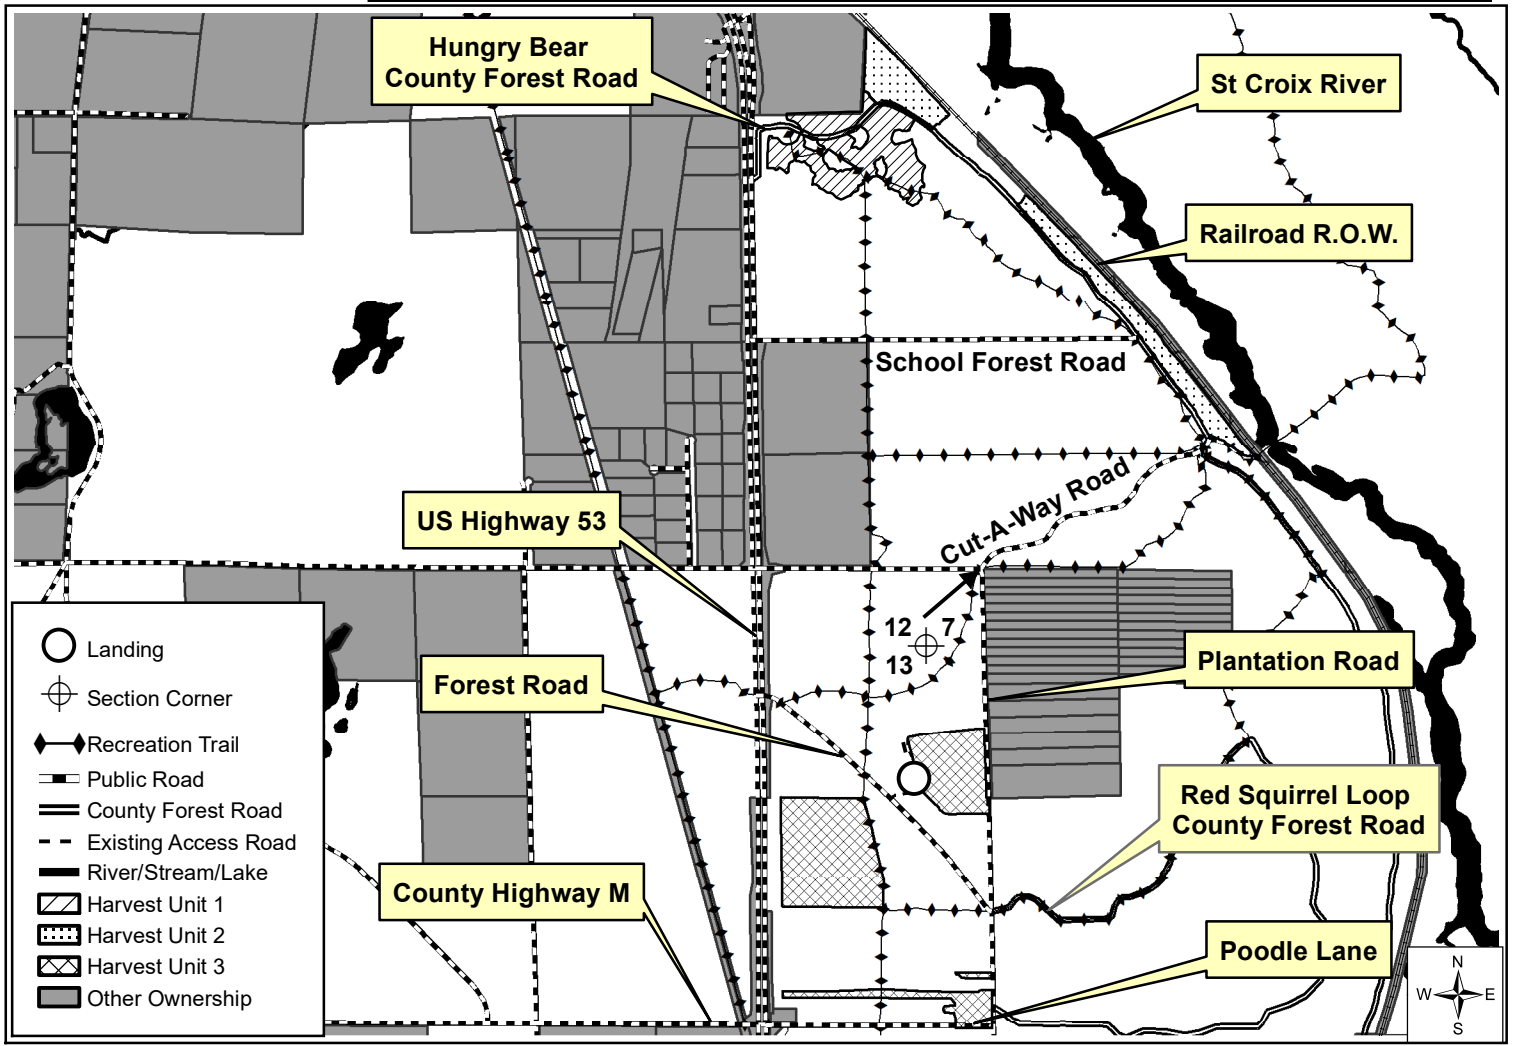 Hungry Bear
County Forest Road
St Croix River
Railroad R.O.W.
School Forest Road
US Highway 53
Cut-A-Way Road
12 7
13
Plantation Road
Forest Road
Red Squirrel Loop
County Forest Road
County Highway M
Poodle Lane
Landing
Section Corner
Recreation Trail
Public Road
County Forest Road
Existing Access Road
River/Stream/Lake
Harvest Unit 1
Harvest Unit 2
Harvest Unit 3
Other Ownership
N
W E
S